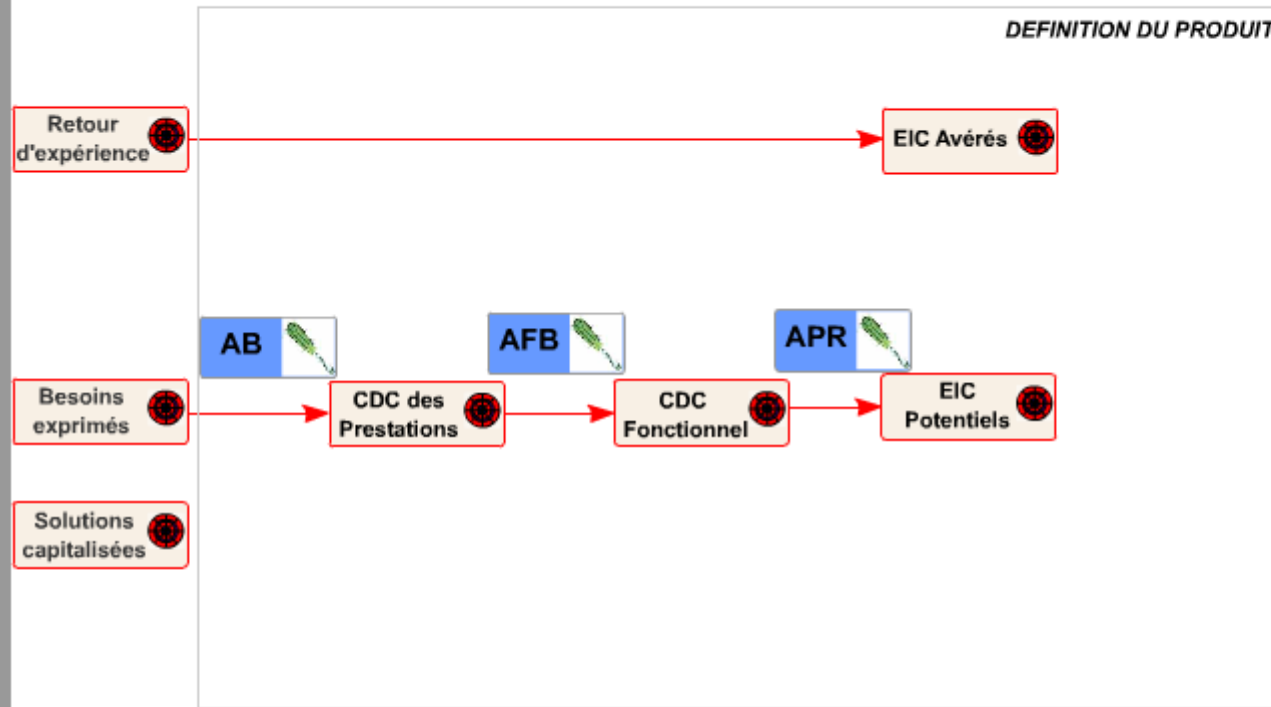 DEFINITION DU PRODUIT
Retour
d'expérience
EIC Avérés
AB
AFB
APR
Besoins
exprimés
CDC des
Prestations
CDC
Fonctionnel
EIC
Potentiels
Solutions
capitalisées